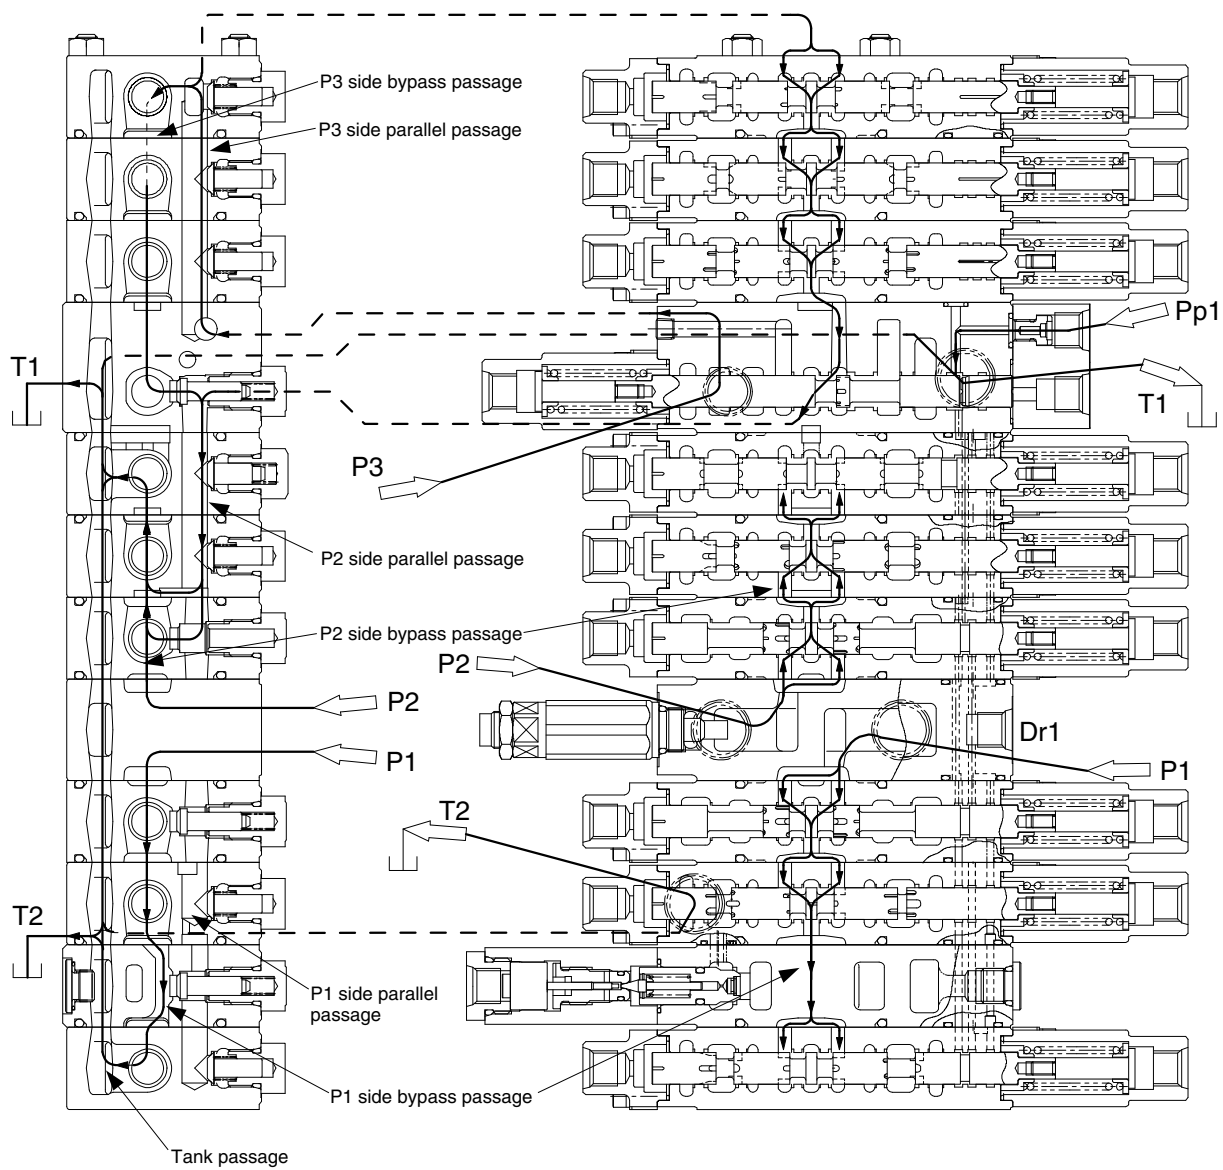 P3 side bypass passage
P3 side parallel passage
Pp1
T1
T1
P3
P2 side parallel passage
P2 side bypass passage
P2
P2
Dr1
P1
P1
T2
T2
P1 side parallel
passage
P1 side bypass passage
Tank passage